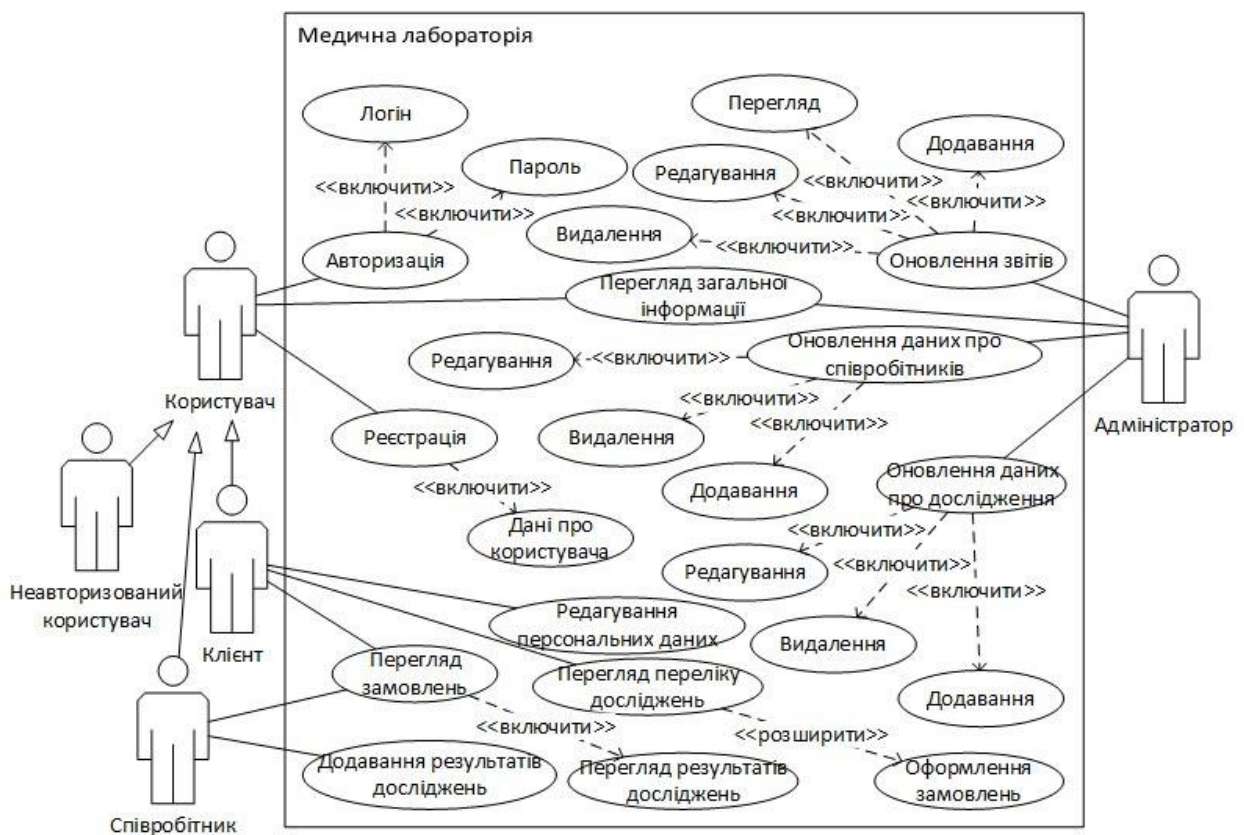 Медична лабораторія
Логін
Перегляд
Додавання
Пароль
Редагування
<<включити>>
<<включити>>
<<включити>>
<<включити>>
<<включити>>
Видалення
<<включити>>
Авторизація
Оновлення звітів
Перегляд загальної
інформації
Оновлення даних про
співробітників
Редагування
<<включити>>
<<включити>>
<<включити>>
Користувач
Адміністратор
Реєстрація
Видалення
Додавання
Оновлення даних
про дослідження
<<включити>>
Дані про
користувача
<<включити>>
<<включити>>
<<включити>>
Редагування
Неавторизований
користувач
Клієнт
Редагування
персональних даних
Видалення
Перегляд
замовлень
Перегляд переліку
досліджень
Додавання
<<включити>>
<<розширити>>
Додавання результатів
досліджень
Перегляд результатів
досліджень
Оформлення
замовлень
Співробітник